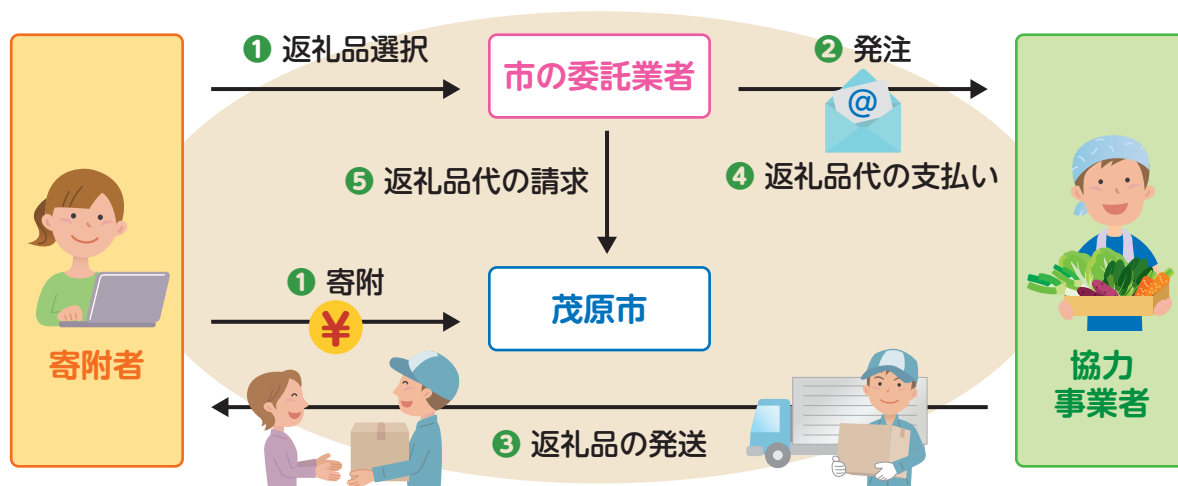 ❶ 返礼品選択
市の委託業者
❷ 発注
@
❺ 返礼品代の請求
❹ 返礼品代の支払い
❶ 寄附
¥
茂原市
寄附者
協力
事業者
❸ 返礼品の発送